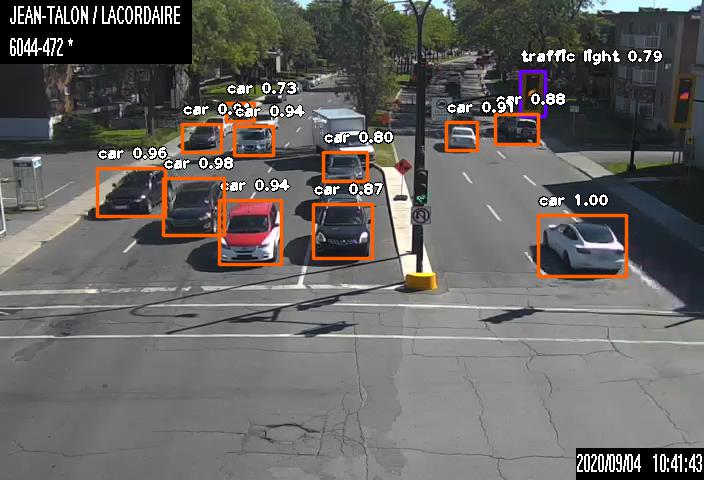 JEAN-TALON / LACORDAIRE
6044-472 *
traffic light 0.79
car 0.73
car 0.94
car 0.91
car 0.88
car 0.80
car 0.96
car 0.98
car 0.94
car 0.87
car 1.00
2020/09/04 10:41:43